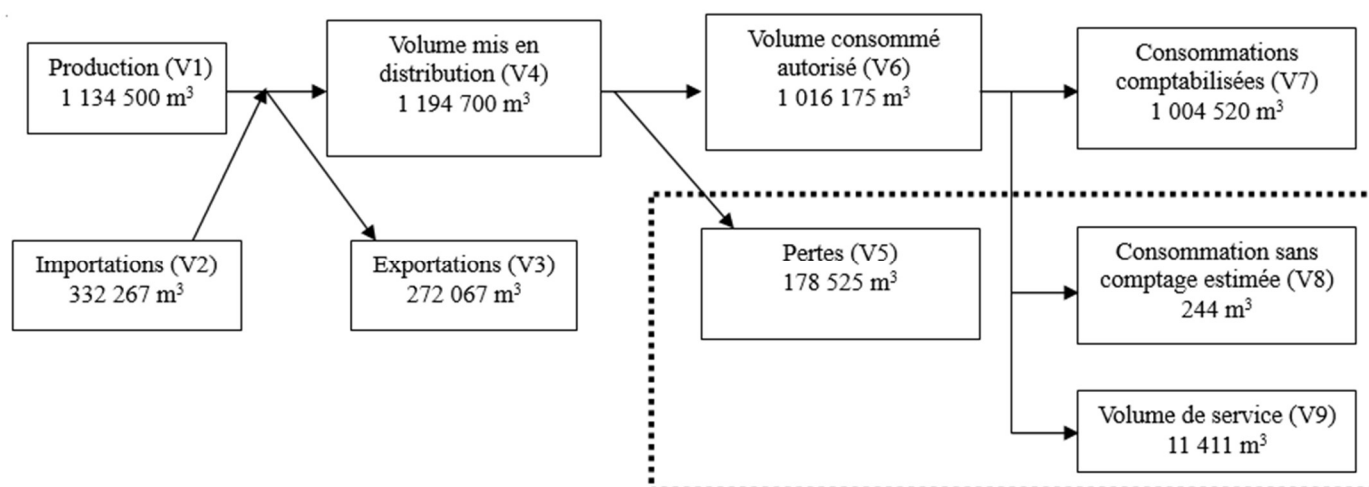 Production (V1)
1 134 500 m³
Volume mis en
distribution (V4)
1 194 700 m³
Volume consommé
autorisé (V6)
1 016 175 m³
Consommations
comptabilisées (V7)
1 004 520 m³
Importations (V2)
332 267 m³
Exportations (V3)
272 067 m³
Pertes (V5)
178 525 m³
Consommation sans
comptage estimée (V8)
244 m³
Volume de service (V9)
11 411 m³